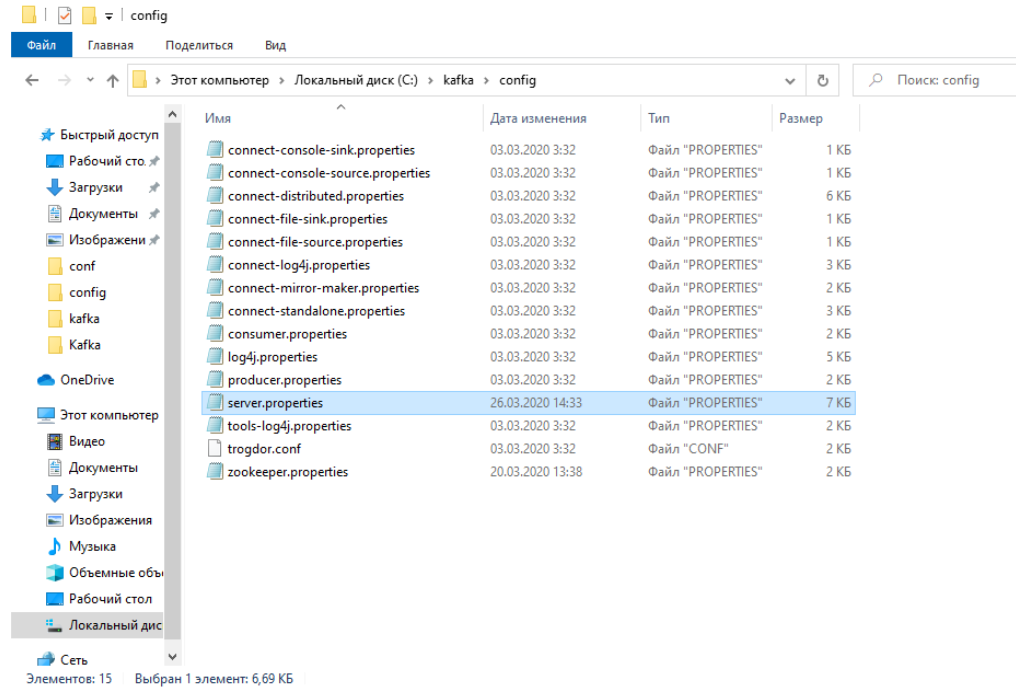 config
Файл Главная Поделиться Вид
Этот компьютер › Локальный диск (C:) › kafka › config
Поиск: config
Быстрый доступ
Рабочий сто.
Загрузки
Документы
Изображени
conf
config
kafka
Kafka
OneDrive
Этот компьютер
Видео
Документы
Загрузки
Изображения
Музыка
Объемные объ
Рабочий стол
Локальный дис
Сеть
Имя Дата изменения Тип Размер
connect-console-sink.properties 03.03.2020 3:32 Файл "PROPERTIES" 1 КБ
connect-console-source.properties 03.03.2020 3:32 Файл "PROPERTIES" 1 КБ
connect-distributed.properties 03.03.2020 3:32 Файл "PROPERTIES" 6 КБ
connect-file-sink.properties 03.03.2020 3:32 Файл "PROPERTIES" 1 КБ
connect-file-source.properties 03.03.2020 3:32 Файл "PROPERTIES" 1 КБ
connect-log4j.properties 03.03.2020 3:32 Файл "PROPERTIES" 3 КБ
connect-mirror-maker.properties 03.03.2020 3:32 Файл "PROPERTIES" 2 КБ
connect-standalone.properties 03.03.2020 3:32 Файл "PROPERTIES" 3 КБ
consumer.properties 03.03.2020 3:32 Файл "PROPERTIES" 2 КБ
log4j.properties 03.03.2020 3:32 Файл "PROPERTIES" 5 КБ
producer.properties 03.03.2020 3:32 Файл "PROPERTIES" 2 КБ
server.properties 26.03.2020 14:33 Файл "PROPERTIES" 7 КБ
tools-log4j.properties 03.03.2020 3:32 Файл "PROPERTIES" 2 КБ
trogdor.conf 03.03.2020 3:32 Файл "CONF" 2 КБ
zookeeper.properties 20.03.2020 13:38 Файл "PROPERTIES" 2 КБ
Элементов: 15 Выбран 1 элемент: 6,69 КБ